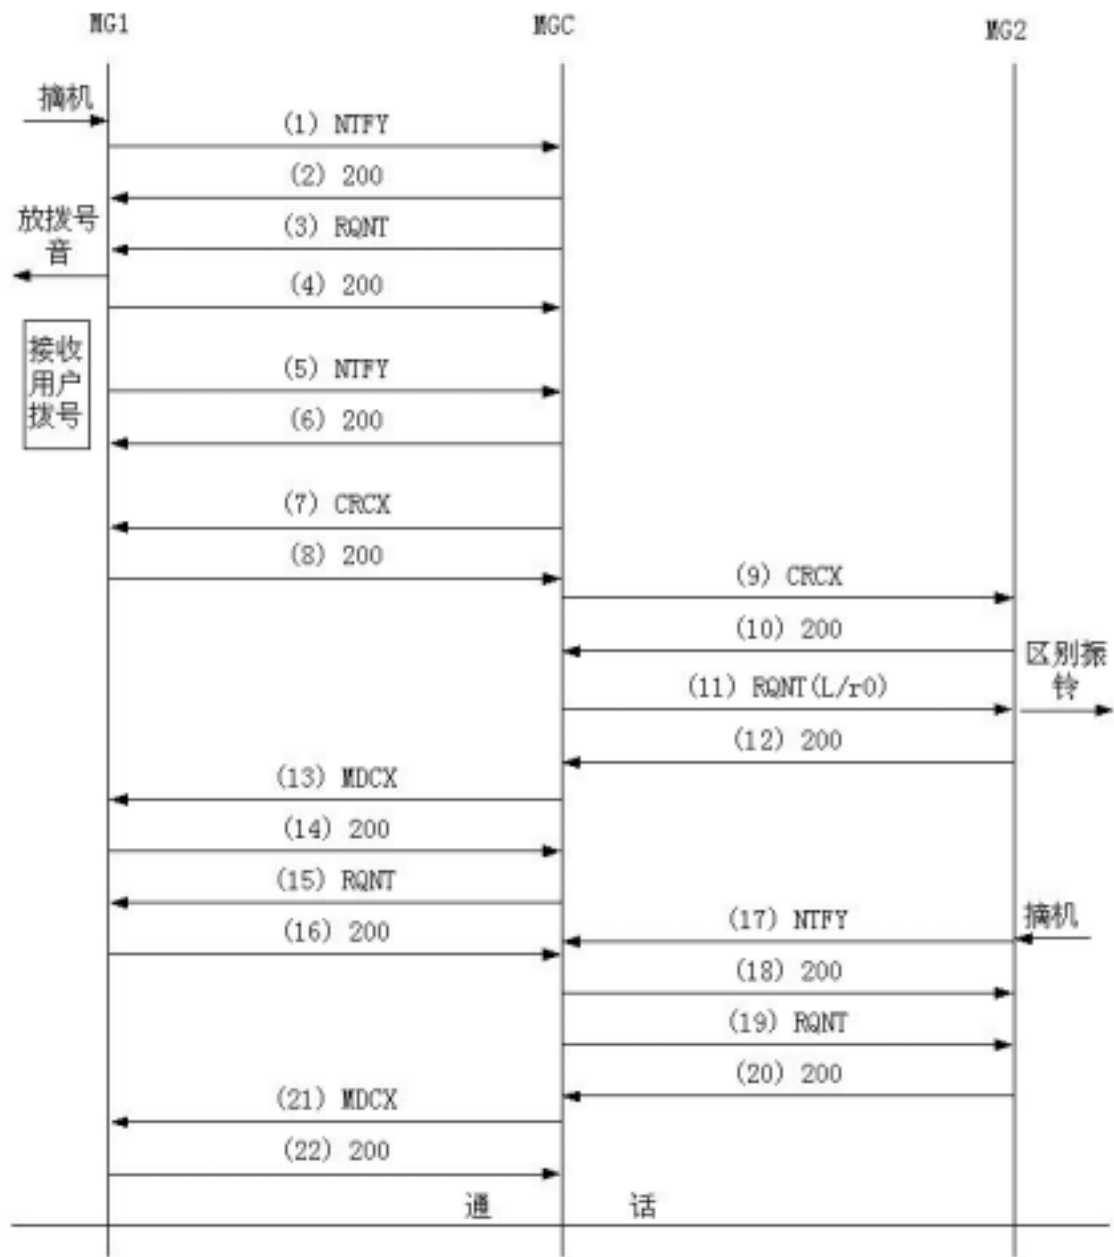 MG1
MGC
MG2
摘机
(1) NTFY
(2) 200
放拨号
音
(3) RQNT
(4) 200
接收
用户
拨号
(5) NTFY
(6) 200
(7) CRCX
(8) 200
(9) CRCX
(10) 200
区别振
铃
(11) RQNT(L/r0)
(12) 200
(13) MDCX
(14) 200
(15) RQNT
(16) 200
(17) NTFY
摘机
(18) 200
(19) RQNT
(20) 200
(21) MDCX
(22) 200
通 话